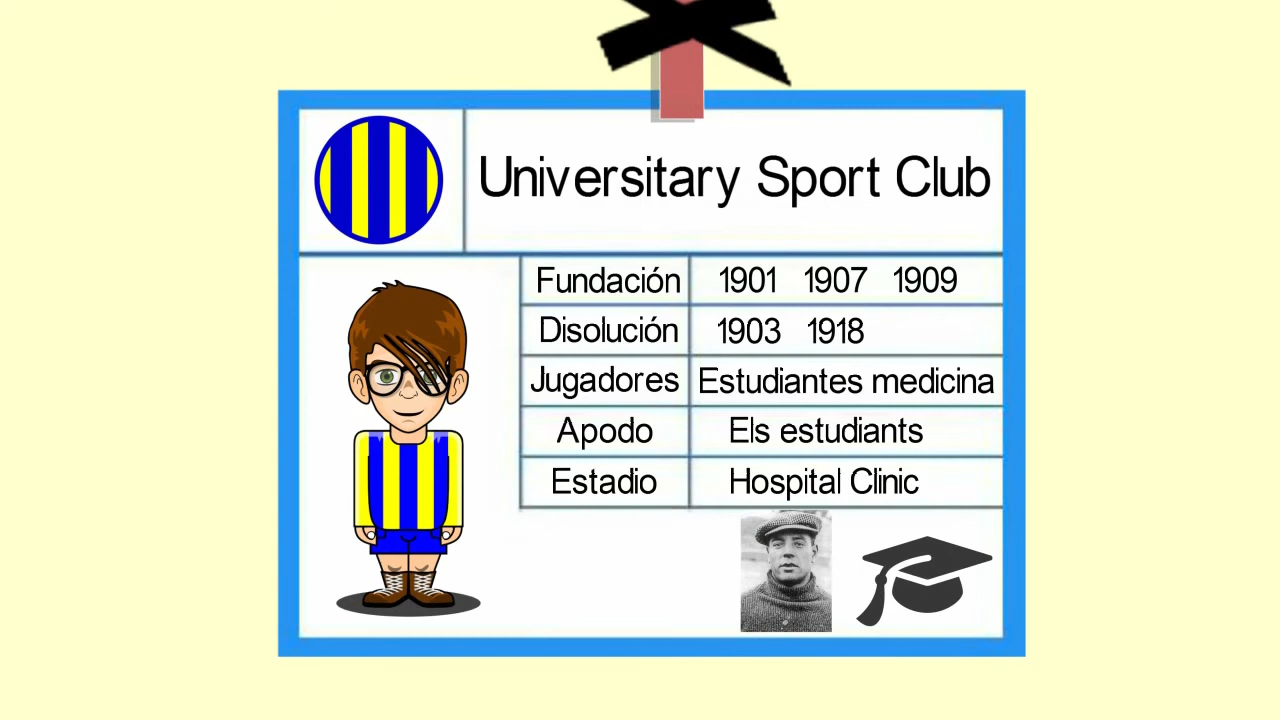 Universitary Sport Club
Fundación 1901 1907 1909
Disolución 1903 1918
Jugadores Estudiantes medicina
Apodo Els estudiants
Estadio Hospital Clinic